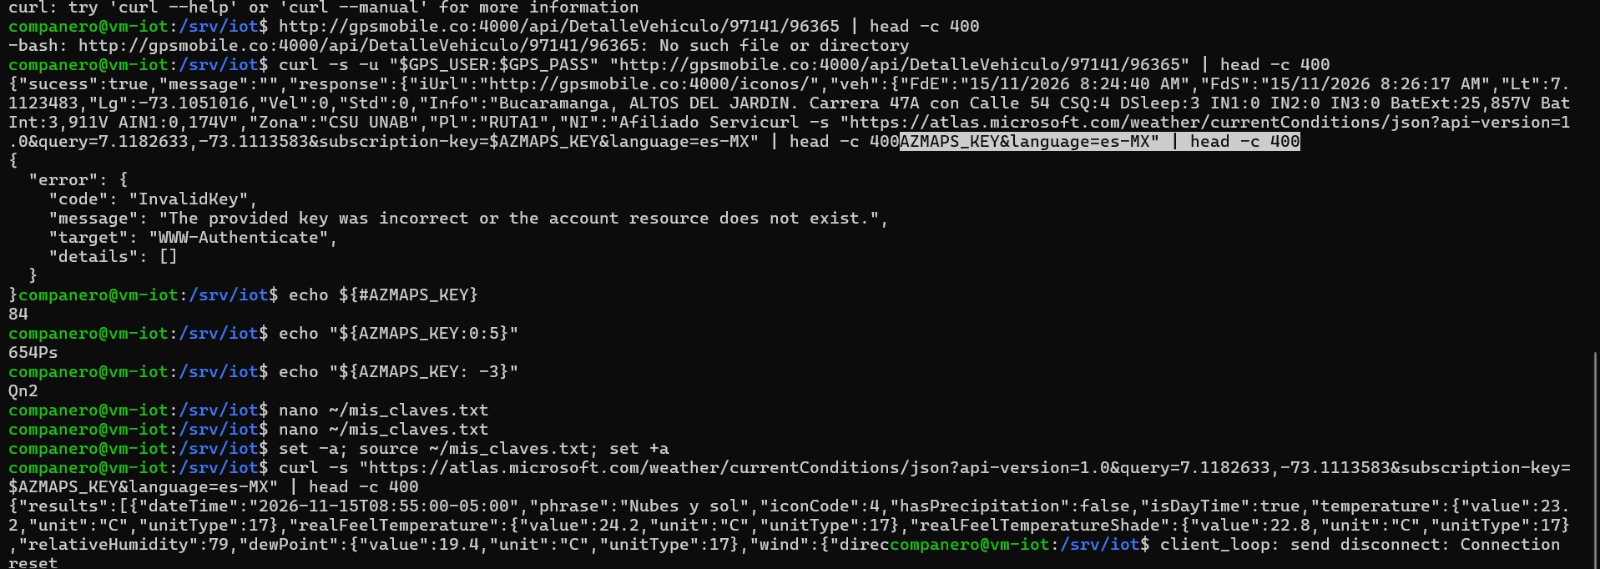 curl: try 'curl --help' or 'curl --manual' for more information
companero@vm-iot:/srv/iot$ http://gpsmobile.co:4000/api/DetalleVehiculo/97141/96365 | head -c 400
-bash: http://gpsmobile.co:4000/api/DetalleVehiculo/97141/96365: No such file or directory
companero@vm-iot:/srv/iot$ curl -s -u "$GPS_USER:$GPS_PASS" "http://gpsmobile.co:4000/api/DetalleVehiculo/97141/96365" | head -c 400
{"sucess":true,"message":"","response":{"iUrl":"http://gpsmobile.co:4000/iconos/","veh":{"FdE":"15/11/2026 8:24:40 AM","FdS":"15/11/2026 8:26:17 AM","Lt":7.
1123483,"Lg":-73.1051016,"Vel":0,"Std":0,"Info":"Bucaramanga, ALTOS DEL JARDIN. Carrera 47A con Calle 54 CSQ:4 DSleep:3 IN1:0 IN2:0 IN3:0 BatExt:25,857V Bat
Int:3,911V AIN1:0,174V","Zona":"CSU UNAB","Pl":"RUTA1","NI":"Afiliado Servicurl -s "https://atlas.microsoft.com/weather/currentConditions/json?api-version=1
.0&query=7.1182633,-73.1113583&subscription-key=$AZMAPS_KEY&language=es-MX" | head -c 400AZMAPS_KEY&language=es-MX" | head -c 400
{
  "error": {
    "code": "InvalidKey",
    "message": "The provided key was incorrect or the account resource does not exist.",
    "target": "WWW-Authenticate",
    "details": []
  }
}companero@vm-iot:/srv/iot$ echo ${#AZMAPS_KEY}
84
companero@vm-iot:/srv/iot$ echo "${AZMAPS_KEY:0:5}"
654Ps
companero@vm-iot:/srv/iot$ echo "${AZMAPS_KEY: -3}"
Qn2
companero@vm-iot:/srv/iot$ nano ~/mis_claves.txt
companero@vm-iot:/srv/iot$ nano ~/mis_claves.txt
companero@vm-iot:/srv/iot$ set -a; source ~/mis_claves.txt; set +a
companero@vm-iot:/srv/iot$ curl -s "https://atlas.microsoft.com/weather/currentConditions/json?api-version=1.0&query=7.1182633,-73.1113583&subscription-key=
$AZMAPS_KEY&language=es-MX" | head -c 400
{"results":[{"dateTime":"2026-11-15T08:55:00-05:00","phrase":"Nubes y sol","iconCode":4,"hasPrecipitation":false,"isDayTime":true,"temperature":{"value":23.
2,"unit":"C","unitType":17},"realFeelTemperature":{"value":24.2,"unit":"C","unitType":17},"realFeelTemperatureShade":{"value":22.8,"unit":"C","unitType":17}
,"relativeHumidity":79,"dewPoint":{"value":19.4,"unit":"C","unitType":17},"wind":{"direccompanero@vm-iot:/srv/iot$ client_loop: send disconnect: Connection
reset